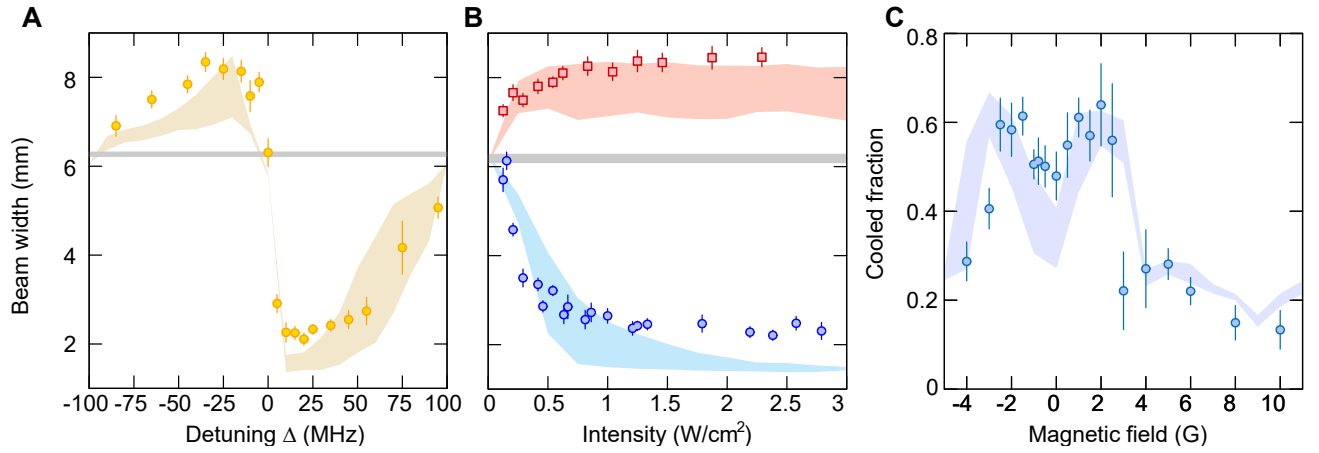 A
B
C
Beam width (mm)
8
6
4
2
-100 -75 -50 -25 0 25 50 75 100
Detuning Δ (MHz)
0 0.5 1 1.5 2 2.5 3
Intensity (W/cm²)
Cooled fraction
0.8
0.6
0.4
0.2
0
-4 -2 0 2 4 6 8 10
Magnetic field (G)